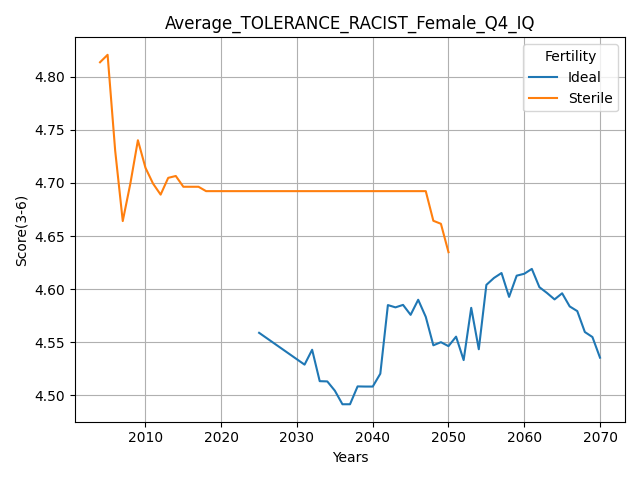 Average_TOLERANCE_RACIST_Female_Q4_IQ
Fertility
Ideal
Sterile
Score(3-6)
4.80
4.75
4.70
4.65
4.60
4.55
4.50
2010 2020 2030 2040 2050 2060 2070
Years